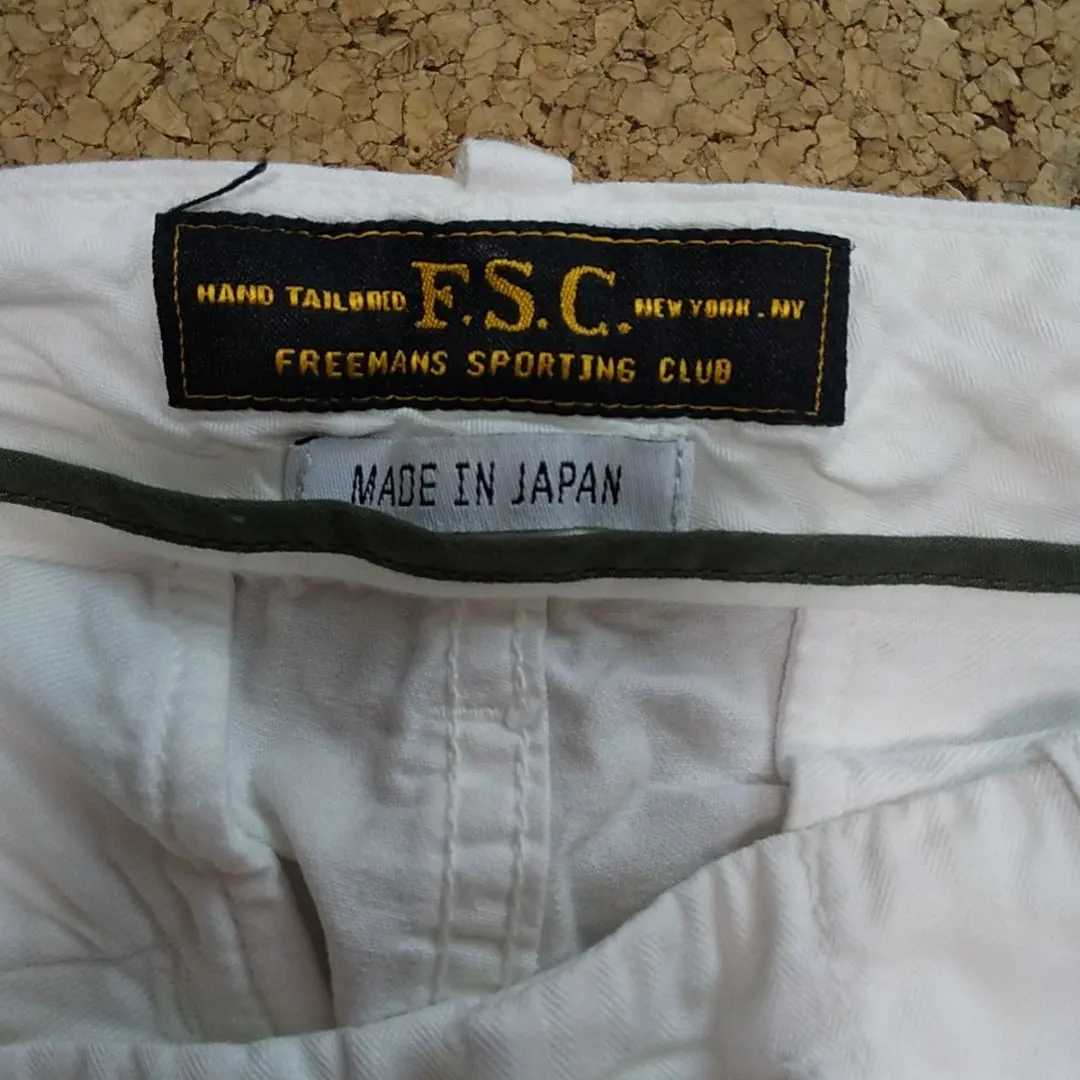 HAND TAILORED F.S.C. NEW YORK. NY
FREEMANS SPORTING CLUB
MADE IN JAPAN